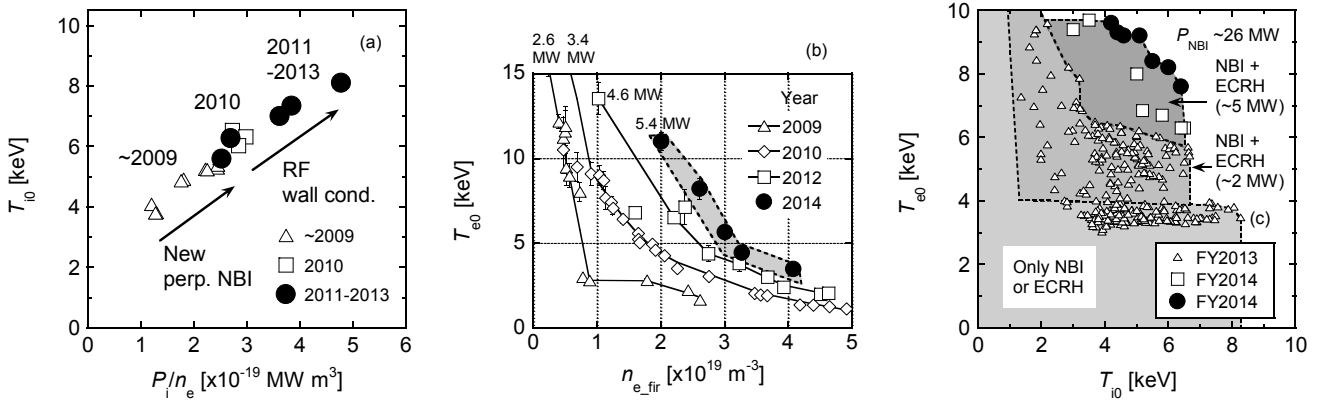 10
8
6
4
2
0
T_i0 [keV]
(a)
2011
-2013
2010
~2009
RF
wall cond.
New
perp. NBI
~2009
2010
2011-2013
0 1 2 3 4 5 6
P_i/n_e [x10^-19 MW m^3]
2.6
MW
3.4
MW
15
10
5
0
T_e0 [keV]
(b)
4.6 MW
5.4 MW
Year
2009
2010
2012
2014
0 1 2 3 4 5
n_e_fir [x10^19 m^-3]
10
8
6
4
2
0
T_e0 [keV]
P_NBI ~26 MW
NBI +
ECRH
(~5 MW)
NBI +
ECRH
(~2 MW)
(c)
Only NBI
or ECRH
FY2013
FY2014
FY2014
0 2 4 6 8 10
T_i0 [keV]